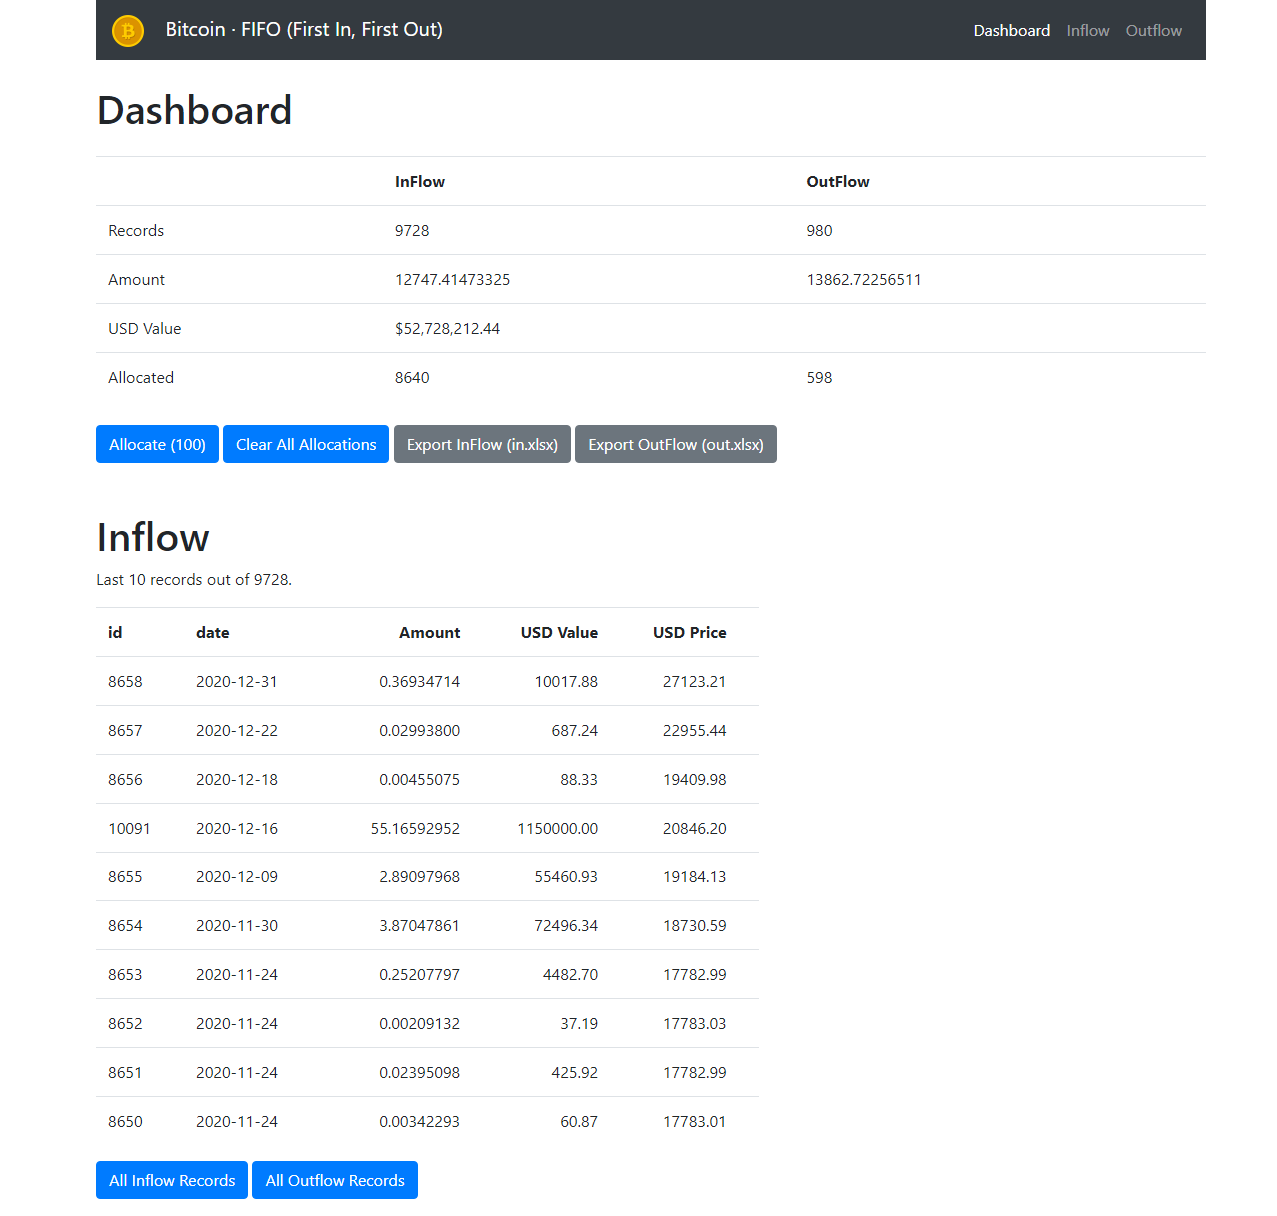 Bitcoin · FIFO (First In, First Out) Dashboard Inflow Outflow
Dashboard
InFlow OutFlow
Records 9728 980
Amount 12747.41473325 13862.72256511
USD Value $52,728,212.44
Allocated 8640 598
Allocate (100) Clear All Allocations Export InFlow (in.xlsx) Export OutFlow (out.xlsx)
Inflow
Last 10 records out of 9728.
id date Amount USD Value USD Price
8658 2020-12-31 0.36934714 10017.88 27123.21
8657 2020-12-22 0.02993800 687.24 22955.44
8656 2020-12-18 0.00455075 88.33 19409.98
10091 2020-12-16 55.16592952 1150000.00 20846.20
8655 2020-12-09 2.89097968 55460.93 19184.13
8654 2020-11-30 3.87047861 72496.34 18730.59
8653 2020-11-24 0.25207797 4482.70 17782.99
8652 2020-11-24 0.00209132 37.19 17783.03
8651 2020-11-24 0.02395098 425.92 17782.99
8650 2020-11-24 0.00342293 60.87 17783.01
All Inflow Records All Outflow Records